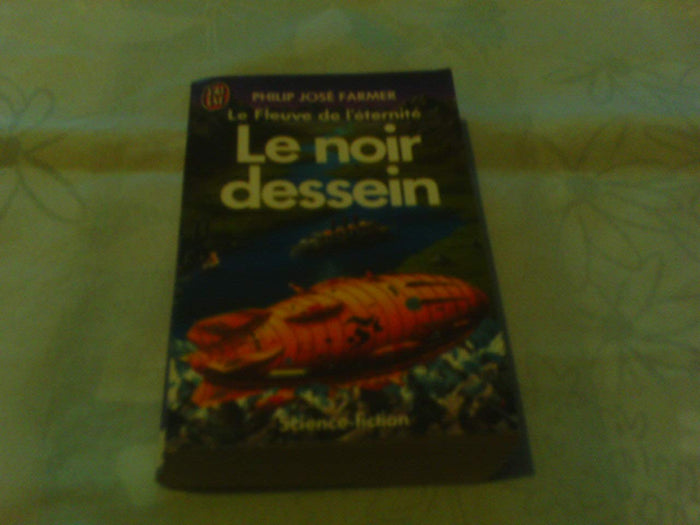 J'AI
LU
PHILIP JOSÉ FARMER
Le Fleuve de l'éternité
Le noir
dessein
Science-fiction